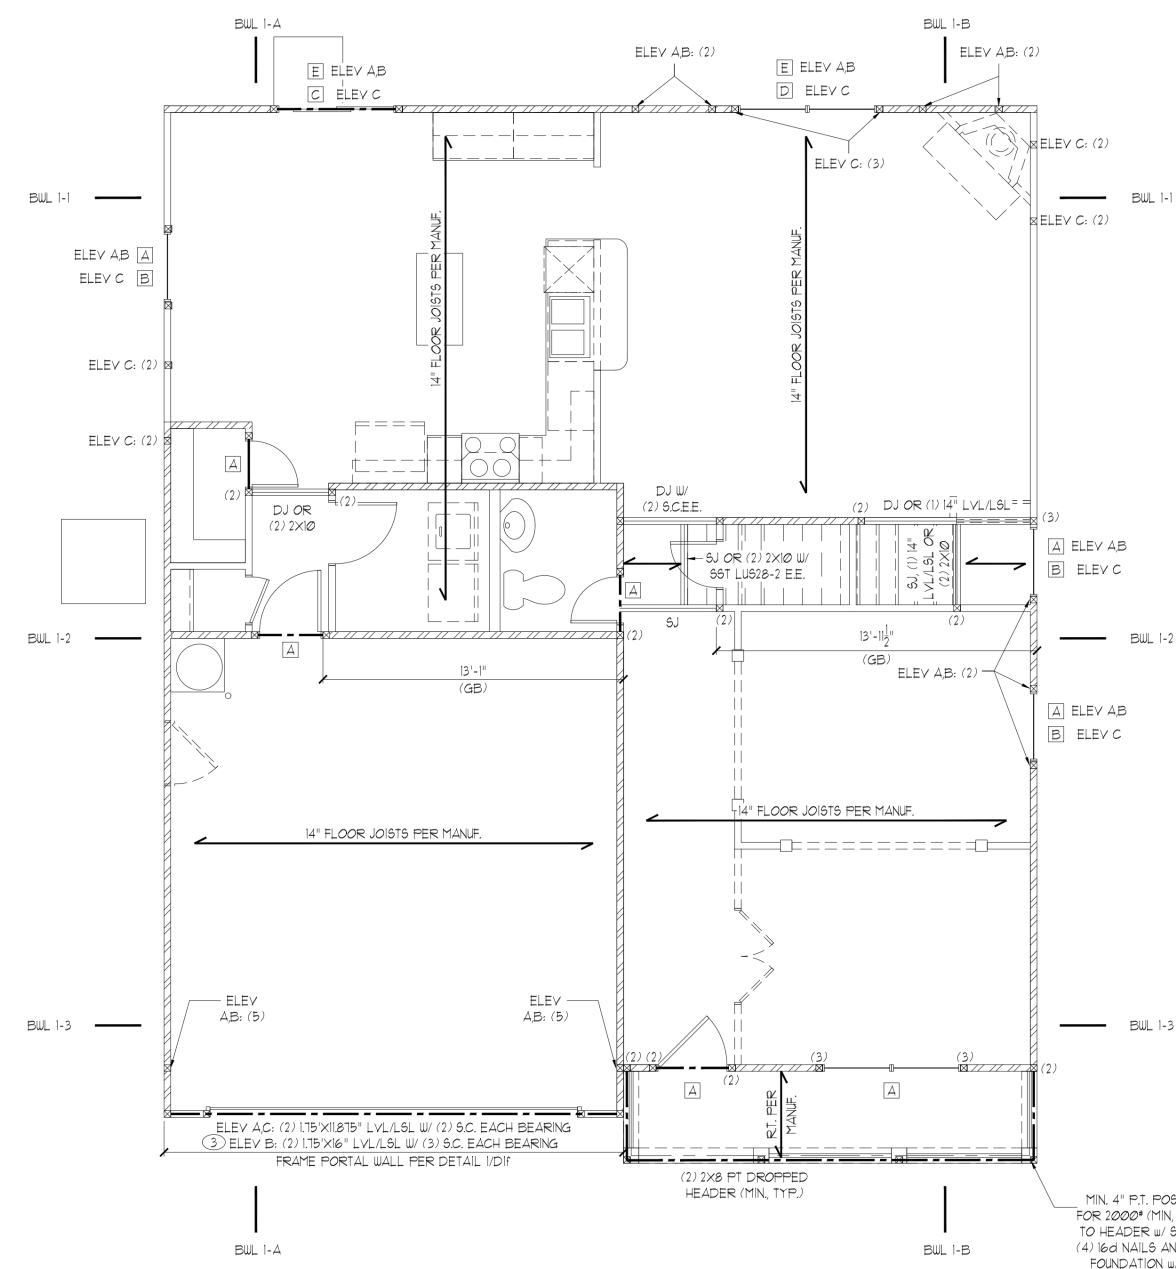 BWL 1-A
BWL 1-B
ELEV A,B: (2)
ELEV A,B: (2)
E ELEV A,B
C ELEV C
E ELEV A,B
D ELEV C
ELEV C: (3)
ELEV C: (2)
BWL 1-1
BWL 1-1
ELEV C: (2)
ELEV A,B A
ELEV C B
14" FLOOR JOISTS PER MANUF.
14" FLOOR JOISTS PER MANUF.
ELEV C: (2)
ELEV C: (2)
A
(2)
(2)
DJ OR
(2) 2X10
DJ W/
(2) S.C.E.E.
(2)
DJ OR (1) 14" LVL/LSL
(3)
SJ OR (2) 2X10 W/
SST LUS28-2 E.E.
SJ, (1) 14"
LVL/LSL OR
(2) 2X10
A ELEV A,B
B ELEV C
A
SJ
(2)
(2)
(2)
BWL 1-2
BWL 1-2
A
13'-1"
(GB)
13'-11 1/2"
(GB)
ELEV A,B: (2)
A ELEV A,B
B ELEV C
14" FLOOR JOISTS PER MANUF.
14" FLOOR JOISTS PER MANUF.
ELEV
A,B: (5)
ELEV
A,B: (5)
BWL 1-3
BWL 1-3
(2) (2)
(2)
(3)
(3)
(2)
A
A
R.T. PER
MANUF.
ELEV A,C: (2) 1.75'X11.875" LVL/LSL W/ (2) S.C. EACH BEARING
3 ELEV B: (2) 1.75'X16" LVL/LSL W/ (3) S.C. EACH BEARING
FRAME PORTAL WALL PER DETAIL 1/D1f
(2) 2X8 PT DROPPED
HEADER (MIN., TYP.)
MIN. 4" P.T. POS
FOR 2000# (MIN,
TO HEADER w/ S
(4) 16d NAILS AN
FOUNDATION w
BWL 1-A
BWL 1-B